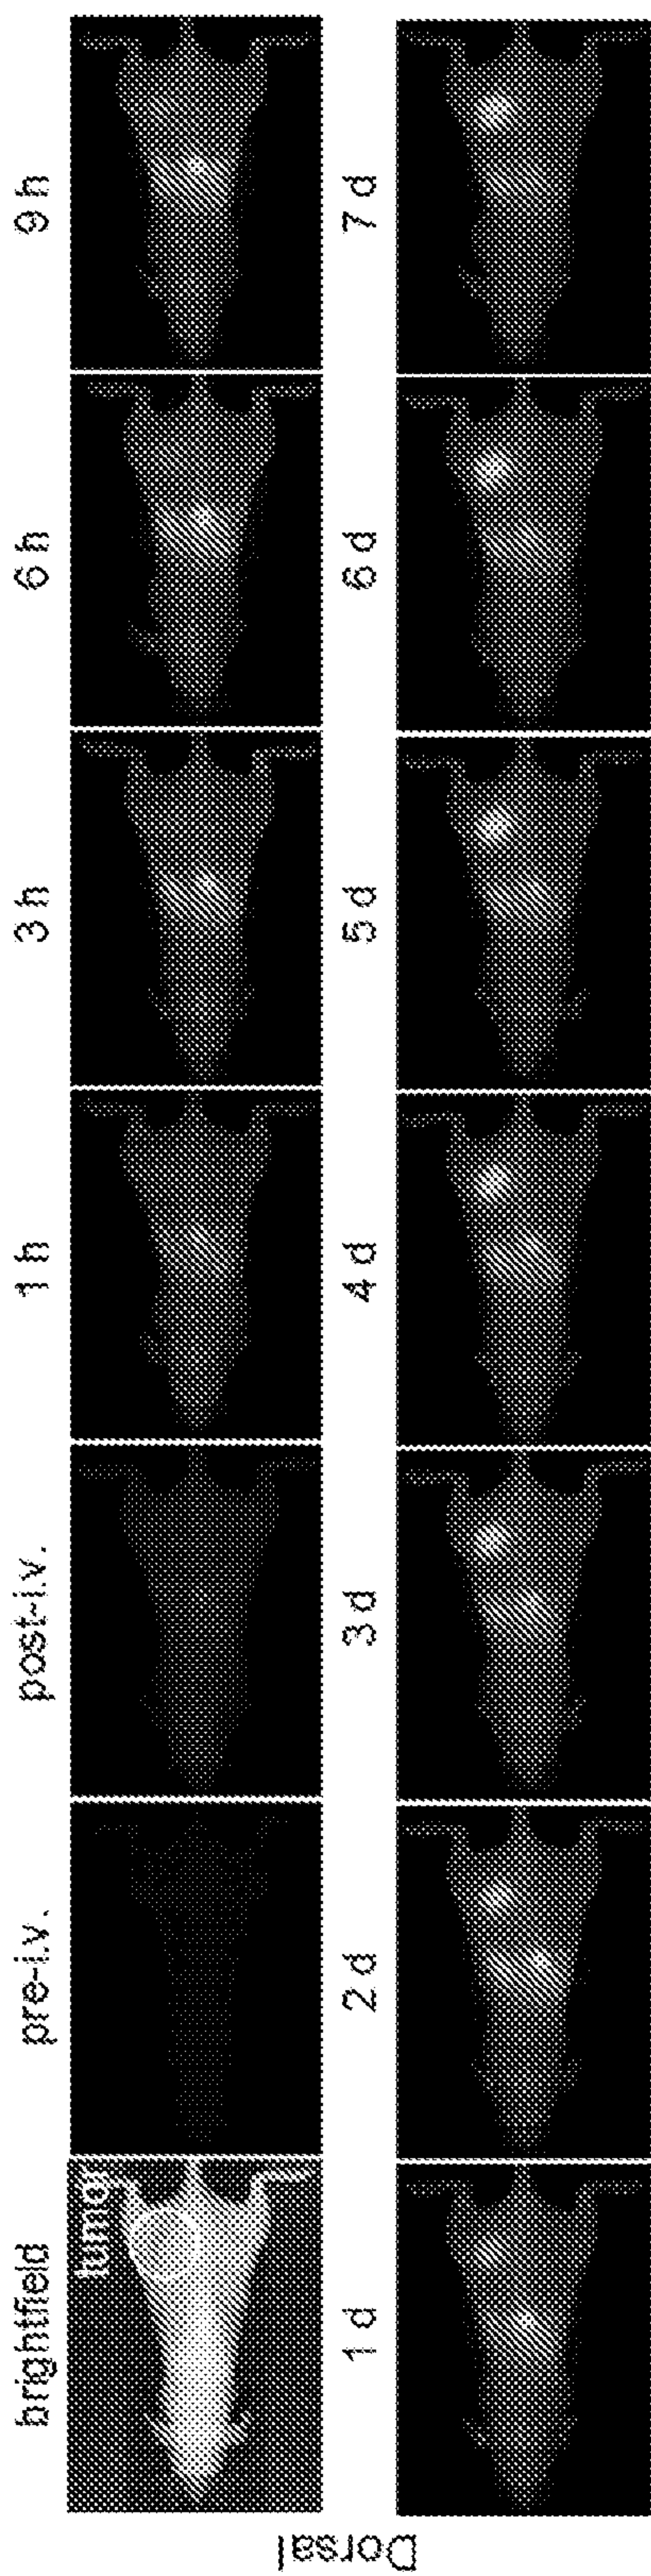 brightfield pre-i.v. post-i.v. 1 h 3 h 6 h 9 h
tumor
Dorsal
1 d 2 d 3 d 4 d 5 d 6 d 7 d